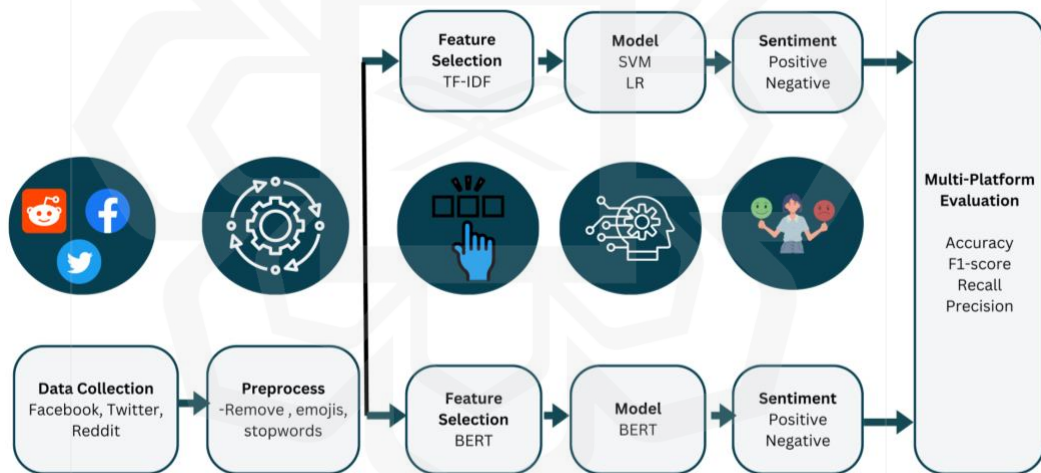 Data Collection
Facebook, Twitter,
Reddit
Preprocess
-Remove , emojis,
stopwords
Feature
Selection
TF-IDF
Model
SVM
LR
Sentiment
Positive
Negative
Feature
Selection
BERT
Model
BERT
Sentiment
Positive
Negative
Multi-Platform
Evaluation
Accuracy
F1-score
Recall
Precision